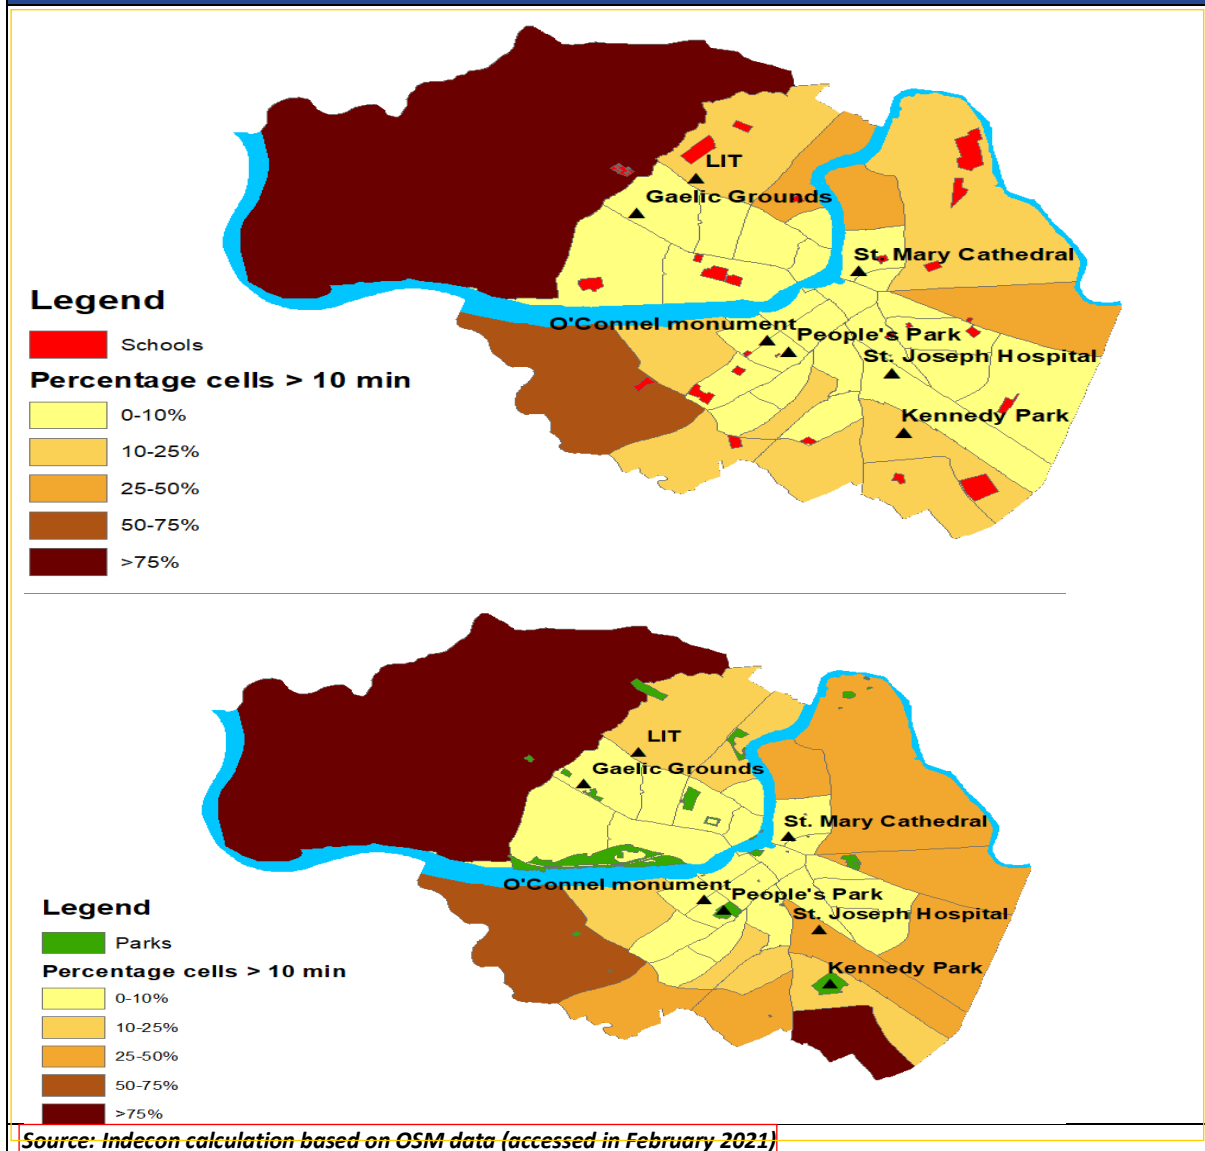 LIT
Gaelic Grounds
St. Mary Cathedral
Legend
O'Connel monument
People's Park
Schools
St. Joseph Hospital
Percentage cells > 10 min
0-10%
Kennedy Park
10-25%
25-50%
50-75%
>75%
LIT
Gaelic Grounds
St. Mary Cathedral
O'Connel monument
People's Park
Legend
St. Joseph Hospital
Parks
Percentage cells > 10 min
Kennedy Park
0-10%
10-25%
25-50%
50-75%
>75%
Source: Indecon calculation based on OSM data (accessed in February 2021)